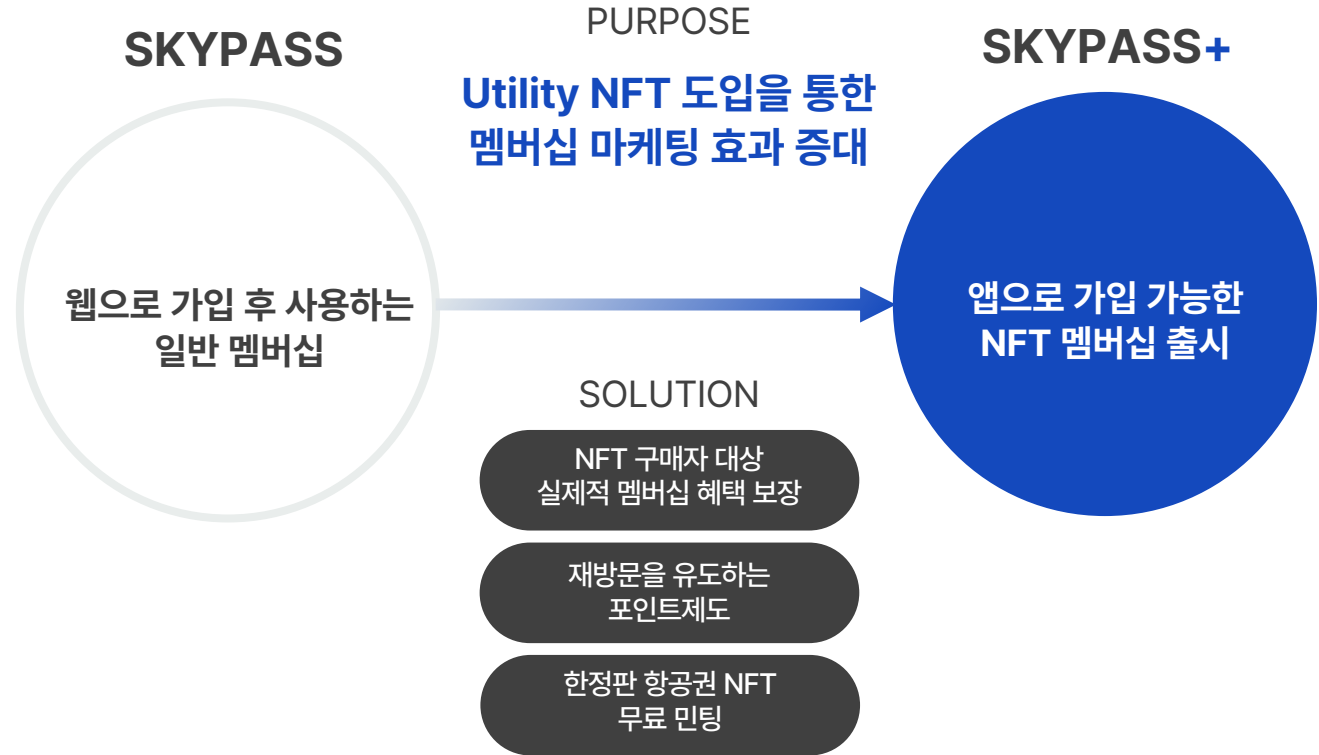 SKYPASS
웹으로 가입 후 사용하는
일반 멤버십
PURPOSE
Utility NFT 도입을 통한
멤버십 마케팅 효과 증대
SOLUTION
NFT 구매자 대상
실제적 멤버십 혜택 보장
재방문을 유도하는
포인트제도
한정판 항공권 NFT
무료 민팅
SKYPASS+
앱으로 가입 가능한
NFT 멤버십 출시